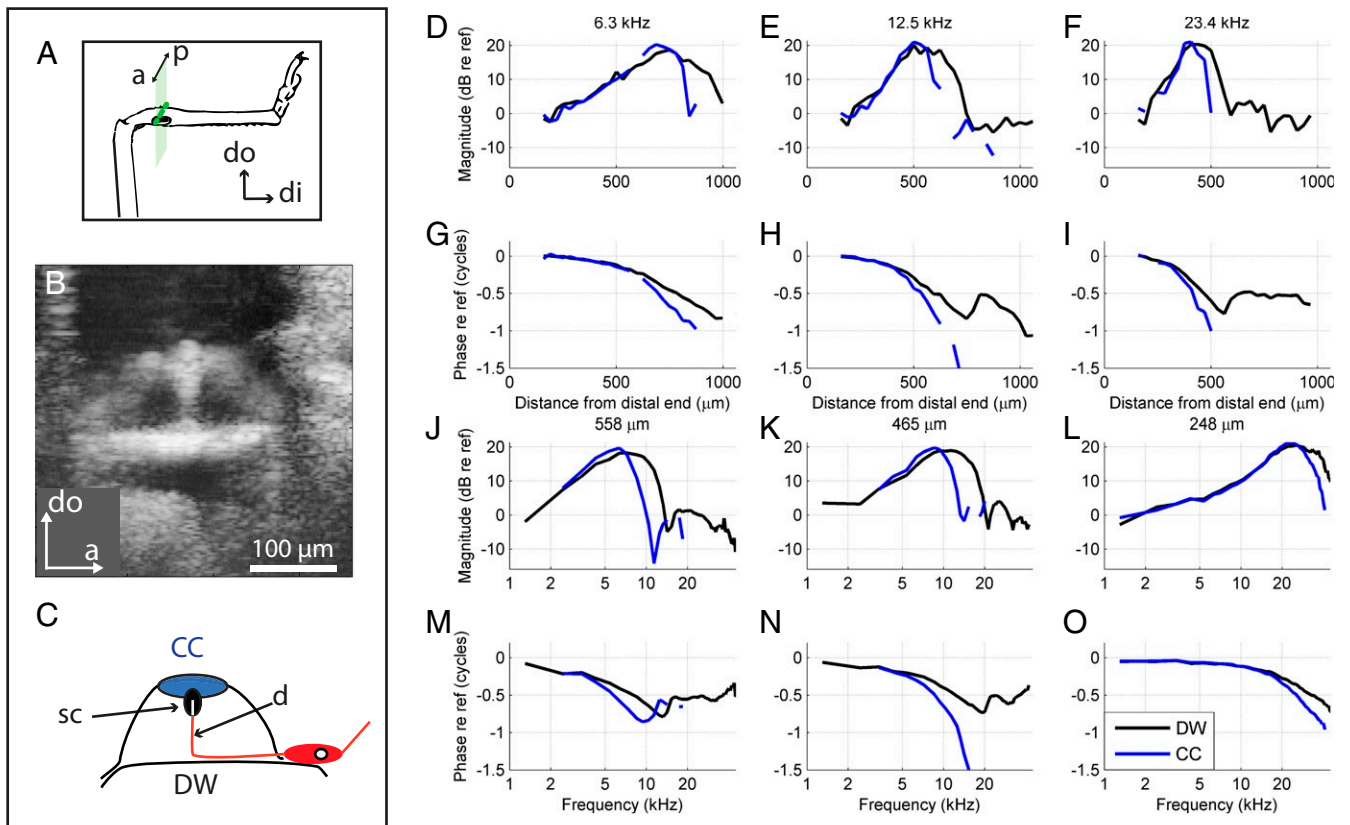 A
p
a
do
di
B
do
a
100 μm
C
CC
sc
d
DW
D
6.3 kHz
E
12.5 kHz
F
23.4 kHz
Magnitude (dB re ref)
20
10
0
-10
0
500
1000
20
10
0
-10
0
500
1000
20
10
0
-10
0
500
1000
G
H
I
Phase re ref (cycles)
0
-0.5
-1
-1.5
0
500
1000
0
-0.5
-1
-1.5
0
500
1000
0
-0.5
-1
-1.5
0
500
1000
Distance from distal end (μm)
Distance from distal end (μm)
Distance from distal end (μm)
J
558 μm
K
465 μm
L
248 μm
Magnitude (dB re ref)
20
10
0
-10
1
2
5
10
20
20
10
0
-10
1
2
5
10
20
20
10
0
-10
1
2
5
10
20
M
N
O
Phase re ref (cycles)
0
-0.5
-1
-1.5
1
2
5
10
20
0
-0.5
-1
-1.5
1
2
5
10
20
0
-0.5
-1
-1.5
1
2
5
10
20
DW
CC
Frequency (kHz)
Frequency (kHz)
Frequency (kHz)